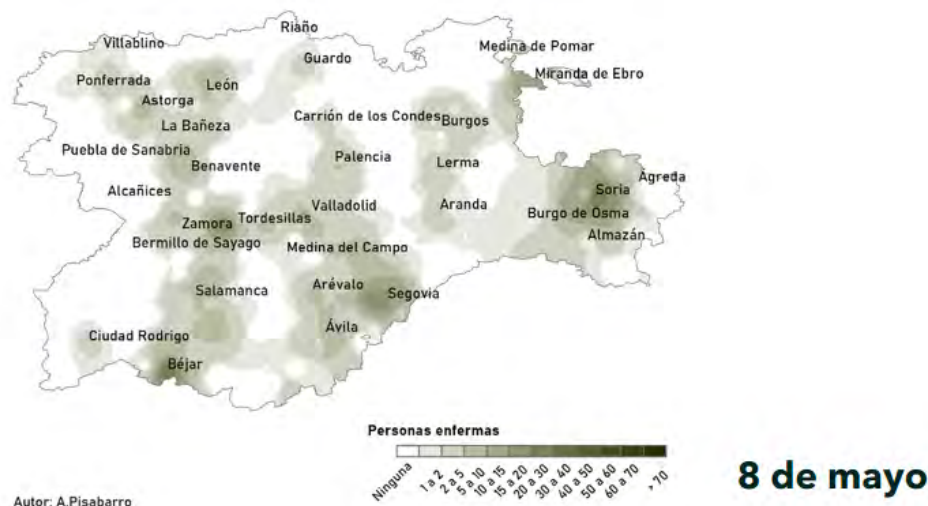 Riaño
Villablino
Medina de Pomar
Guardo
Ponferrada
León
Miranda de Ebro
Astorga
Carrión de los Condes
Burgos
La Bañeza
Puebla de Sanabria
Palencia
Lerma
Benavente
Àgreda
Alcañices
Soria
Valladolid
Aranda
Burgo de Osma
Zamora
Tordesillas
Almazán
Bermillo de Sayago
Medina del Campo
Salamanca
Arévalo
Segovia
Ávila
Ciudad Rodrigo
Béjar
Personas enfermas
Ninguna
1 a 2
2 a 5
5 a 10
10 a 15
15 a 20
20 a 30
30 a 40
40 a 50
50 a 60
60 a 70
> 70
8 de mayo
Autor: A.Pisabarro